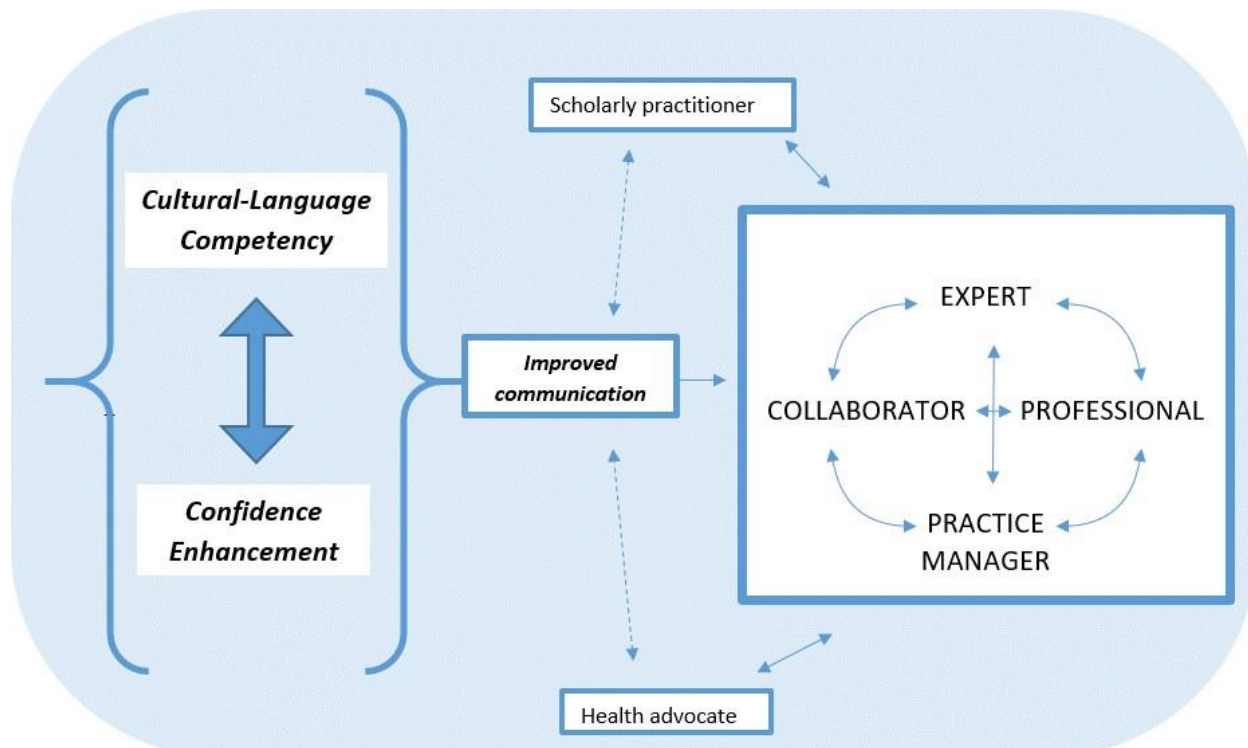 Scholarly practitioner
Cultural-Language
Competency
Confidence
Enhancement
Improved
communication
EXPERT
COLLABORATOR
PROFESSIONAL
PRACTICE
MANAGER
Health advocate